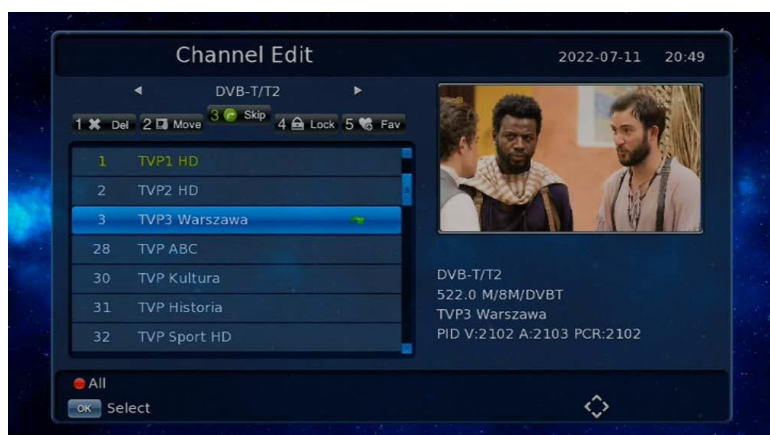 Channel Edit
2022-07-11 20:49
DVB-T/T2
1 Del 2 Move 3 Skip 4 Lock 5 Fav
1 TVP1 HD
2 TVP2 HD
3 TVP3 Warszawa
28 TVP ABC
30 TVP Kultura
31 TVP Historia
32 TVP Sport HD
DVB-T/T2
522.0 M/8M/DVBT
TVP3 Warszawa
PID V:2102 A:2103 PCR:2102
All
OK Select